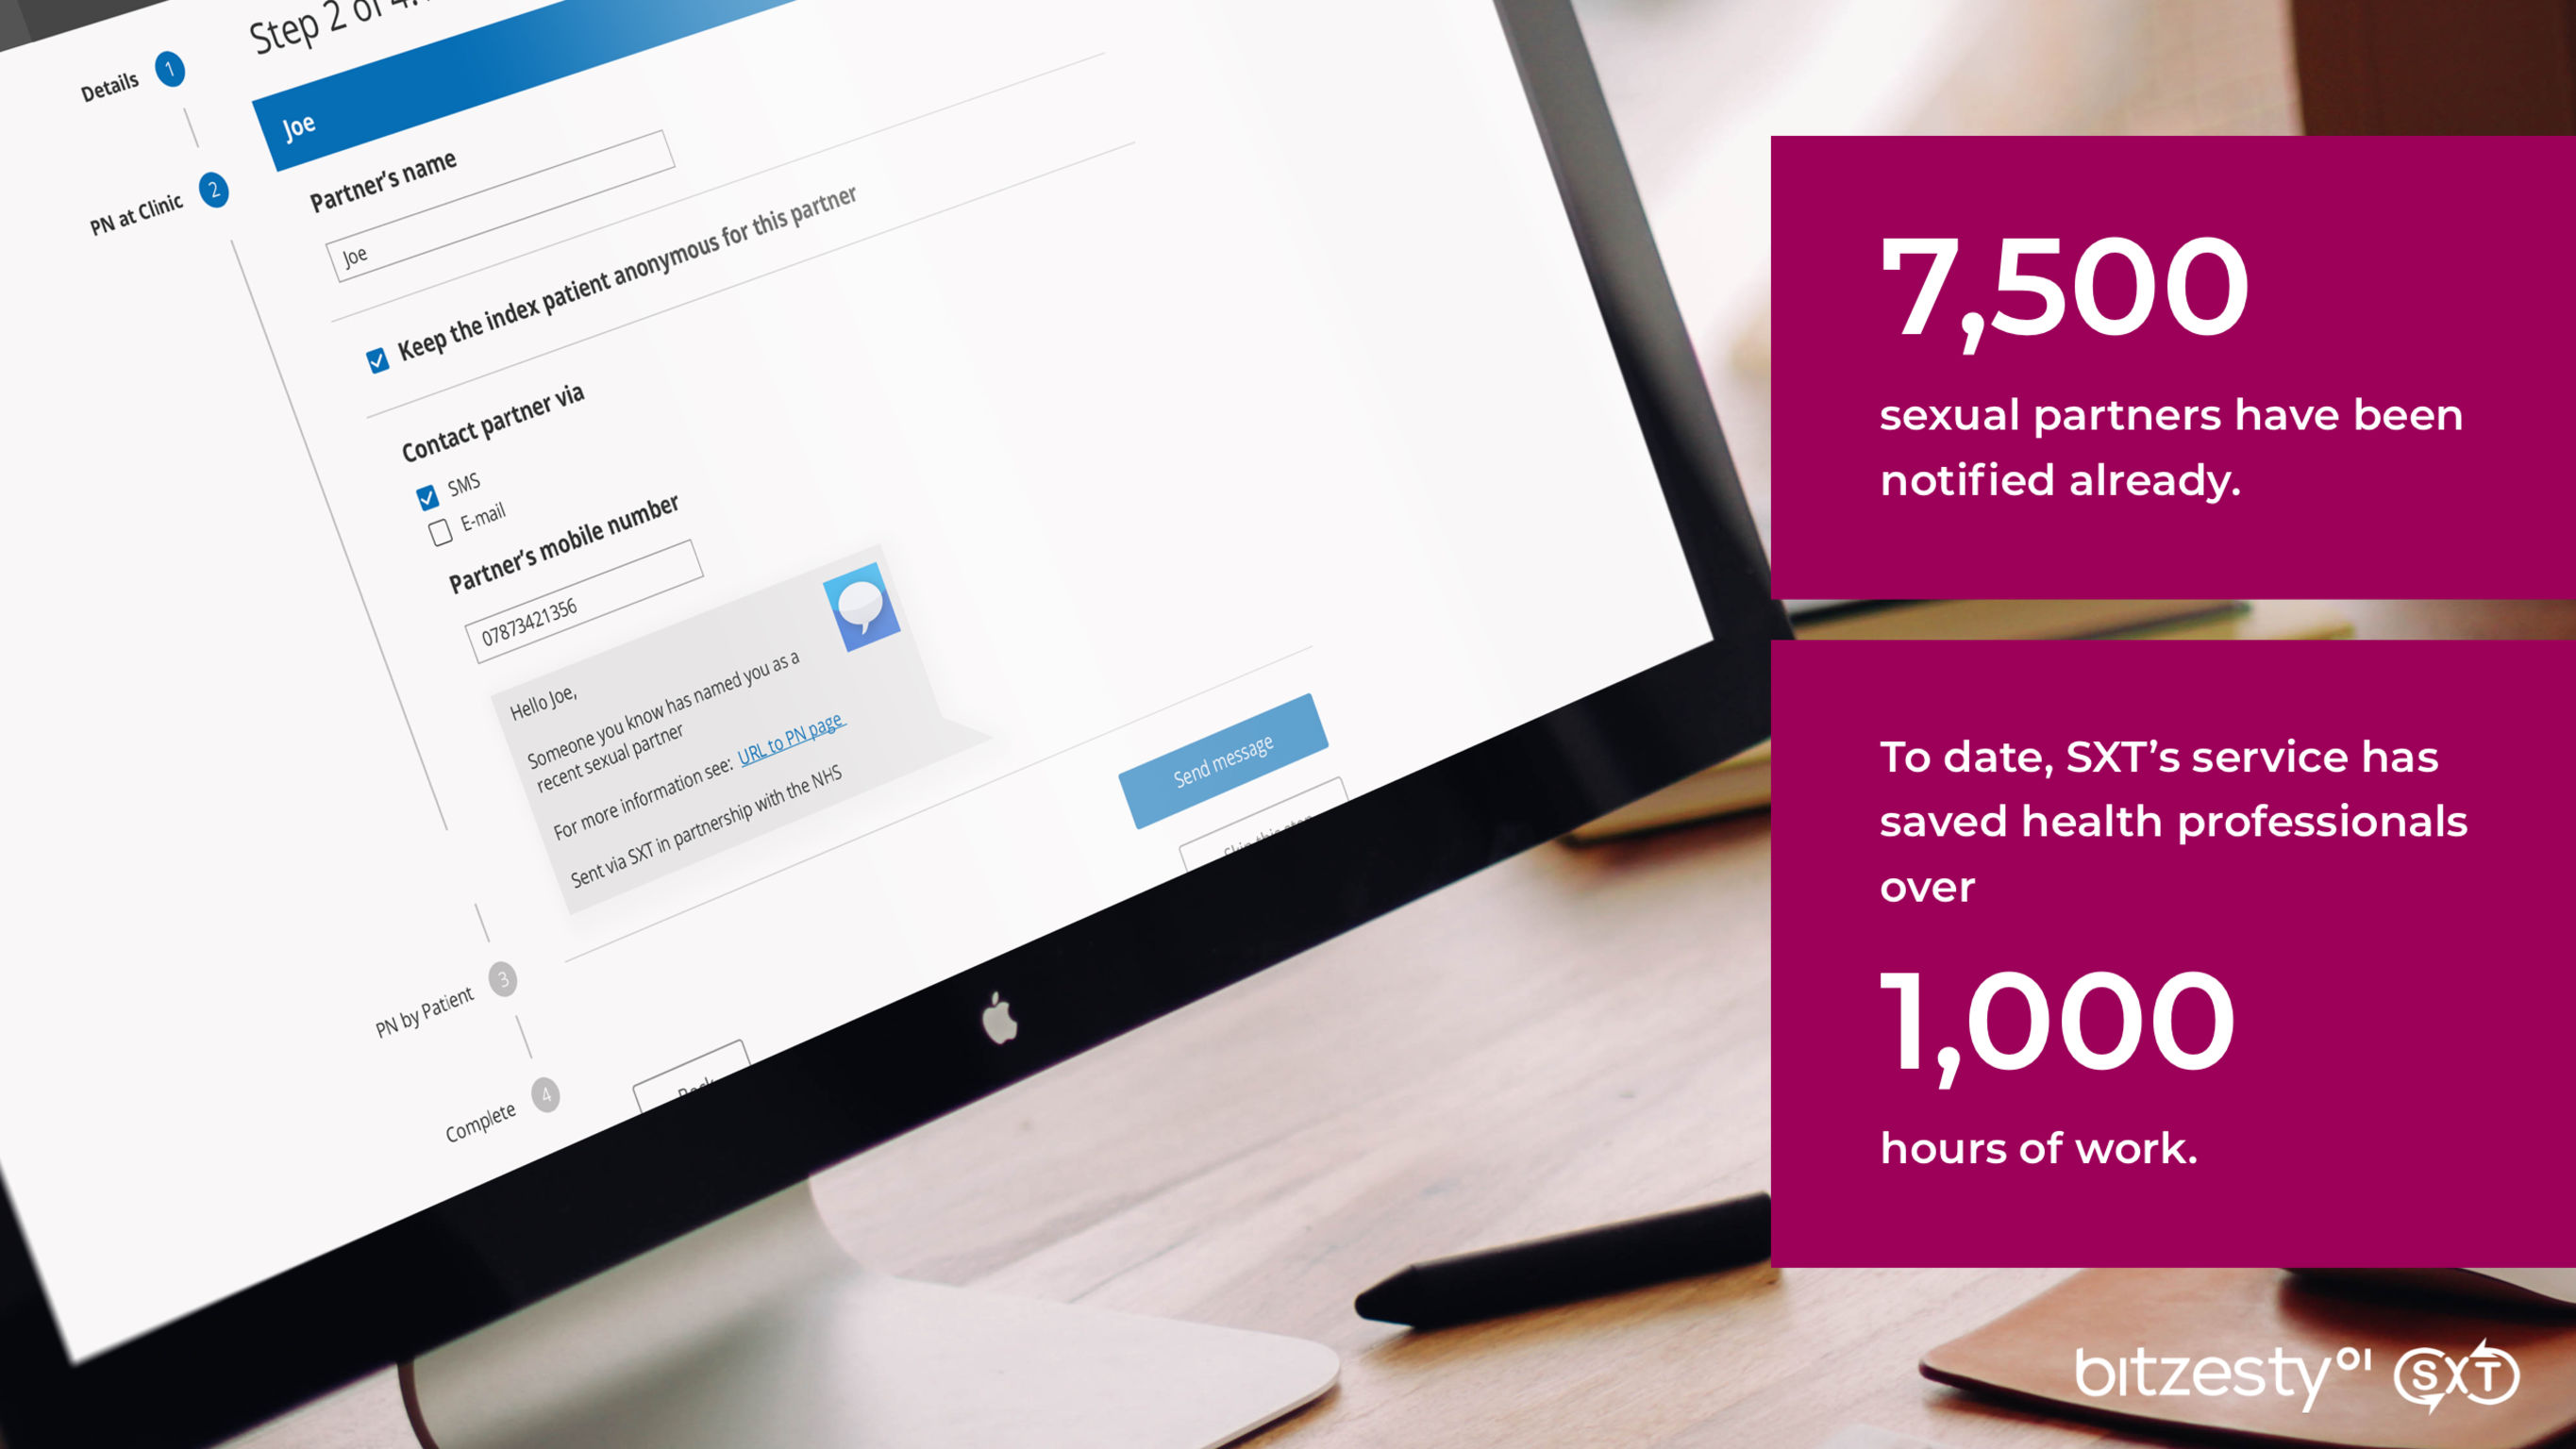 Step 2 of 4:
Details 1
PN at Clinic 2
Joe
Partner's name
Joe
Keep the index patient anonymous for this partner
Contact partner via
SMS
E-mail
Partner's mobile number
07873421356
Hello Joe,
Someone you know has named you as a
recent sexual partner
For more information see: URL to PN page
Sent via SXT in partnership with the NHS
Send message
Skip this step
PN by Patient 3
Complete 4
Back
7,500
sexual partners have been
notified already.
To date, SXT's service has
saved health professionals
over
1,000
hours of work.
bitzesty01 SXT